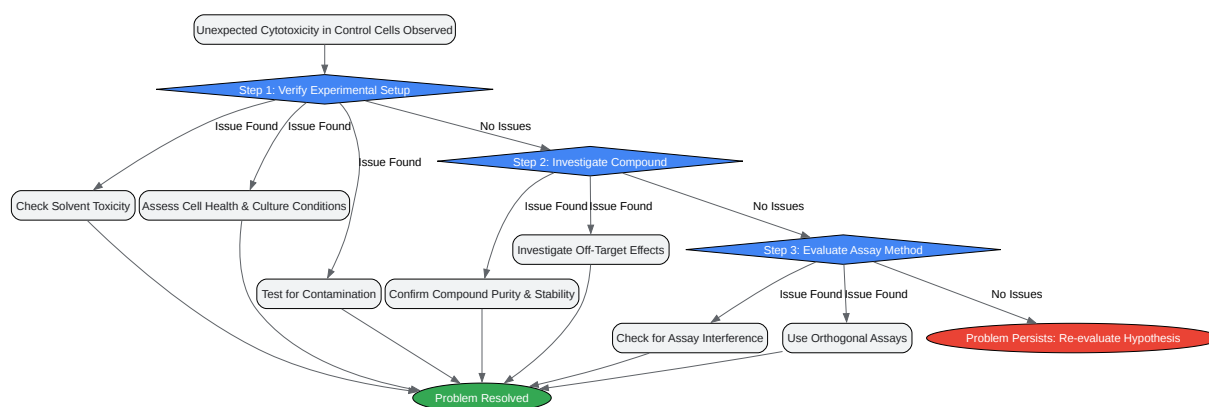 Unexpected Cytotoxicity in Control Cells Observed
Step 1: Verify Experimental Setup
Issue Found
Issue Found
No Issues
Issue Found
Step 2: Investigate Compound
Check Solvent Toxicity
Assess Cell Health & Culture Conditions
Issue Found
Issue Found
No Issues
Investigate Off-Target Effects
Step 3: Evaluate Assay Method
Test for Contamination
Confirm Compound Purity & Stability
Issue Found
Issue Found
No Issues
Check for Assay Interference
Use Orthogonal Assays
Problem Persists: Re-evaluate Hypothesis
Problem Resolved